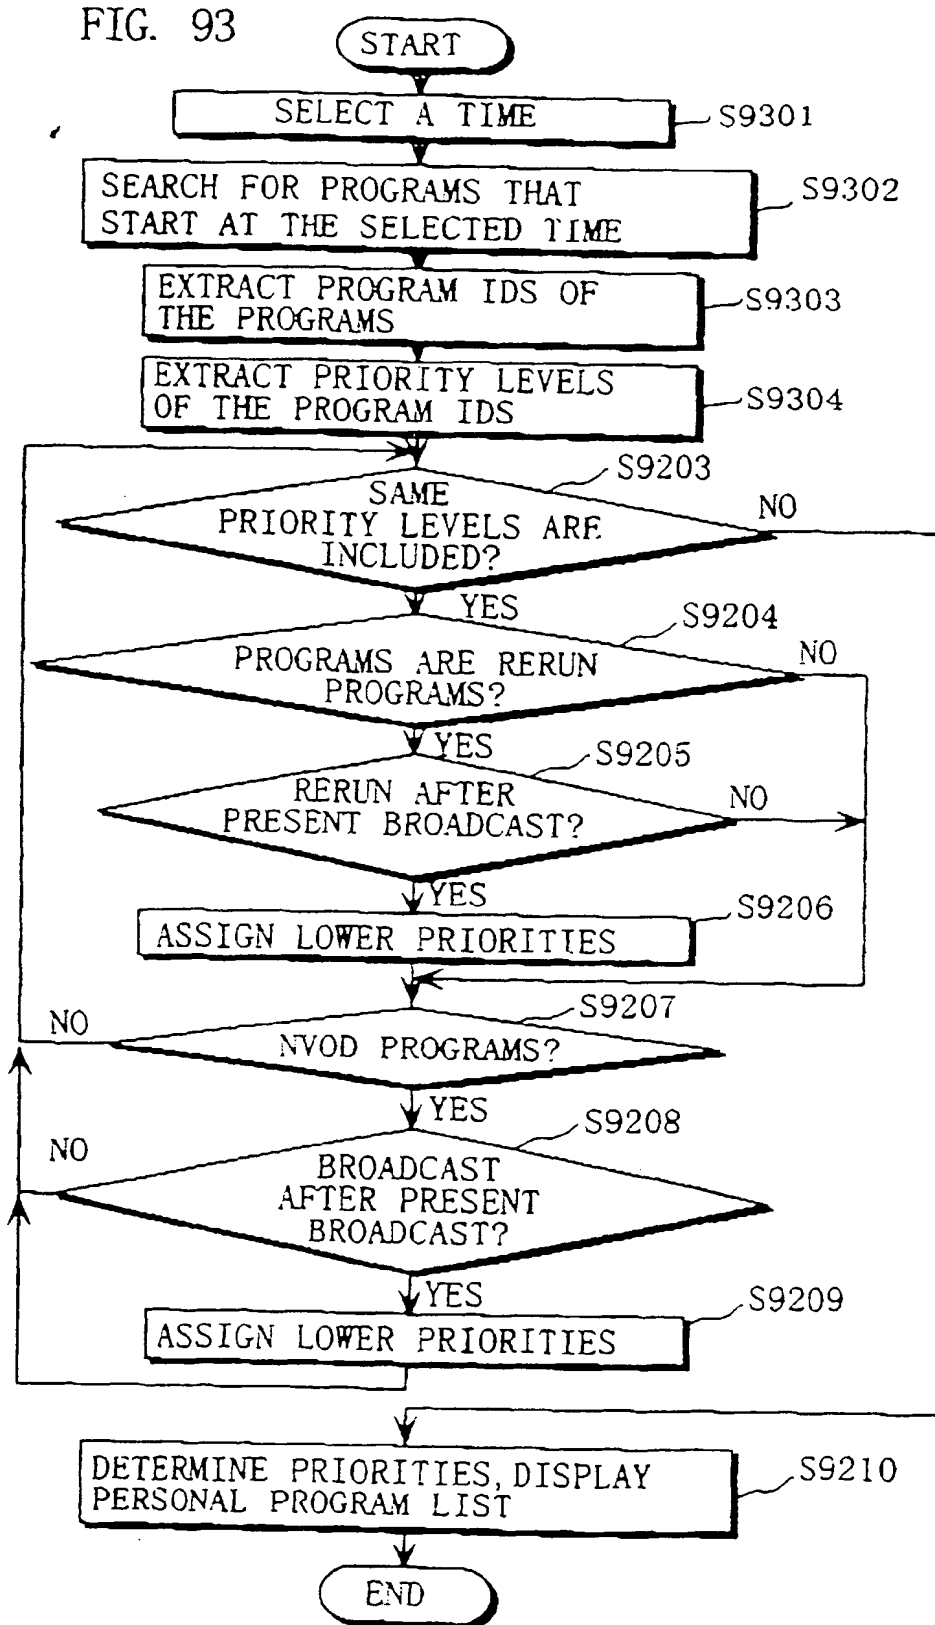 FIG. 93
START
SELECT A TIME
S9301
SEARCH FOR PROGRAMS THAT
START AT THE SELECTED TIME
S9302
EXTRACT PROGRAM IDS OF
THE PROGRAMS
S9303
EXTRACT PRIORITY LEVELS
OF THE PROGRAM IDS
S9304
S9203
SAME
PRIORITY LEVELS ARE
INCLUDED?
NO
YES
S9204
PROGRAMS ARE RERUN
PROGRAMS?
NO
YES
S9205
RERUN AFTER
PRESENT BROADCAST?
NO
YES
S9206
ASSIGN LOWER PRIORITIES
S9207
NO
NVOD PROGRAMS?
YES
S9208
NO
BROADCAST
AFTER PRESENT
BROADCAST?
YES
S9209
ASSIGN LOWER PRIORITIES
DETERMINE PRIORITIES, DISPLAY
PERSONAL PROGRAM LIST
S9210
END